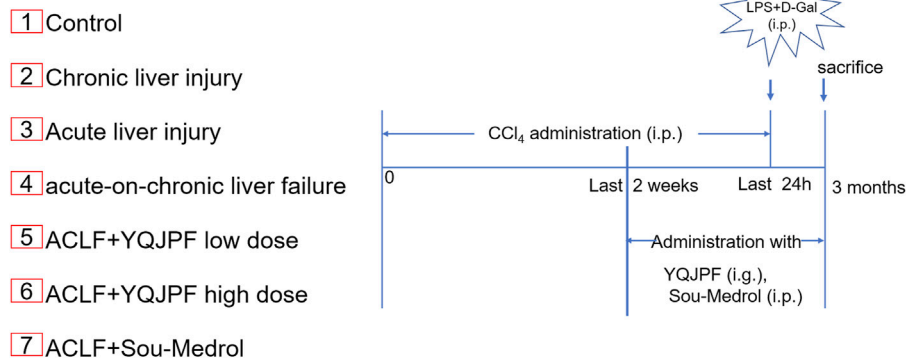 1 Control
2 Chronic liver injury
3 Acute liver injury
4 acute-on-chronic liver failure
5 ACLF+YQJPF low dose
6 ACLF+YQJPF high dose
7 ACLF+Sou-Medrol
LPS+D-Gal
(i.p.)
sacrifice
CCl₄ administration (i.p.)
0
Last 2 weeks
Last 24h
3 months
Administration with
YQJPF (i.g.),
Sou-Medrol (i.p.)